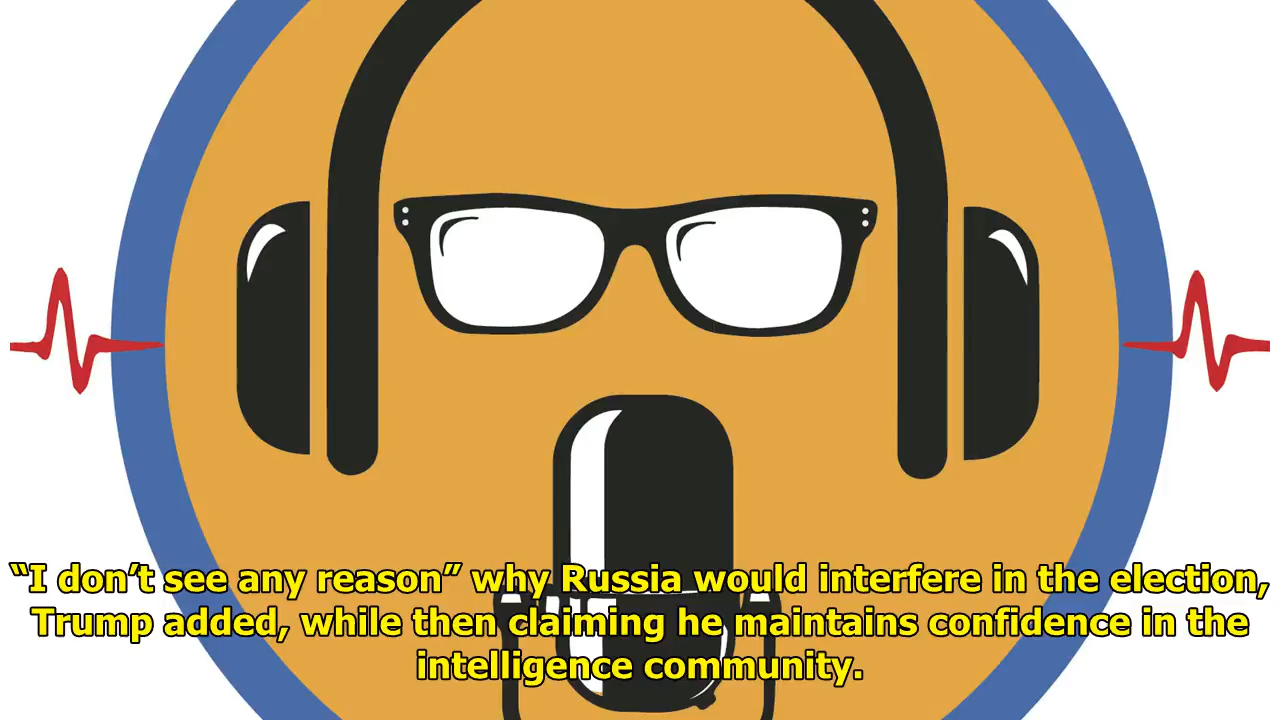 “I don’t see any reason” why Russia would interfere in the election,
Trump added, while then claiming he maintains confidence in the
intelligence community.